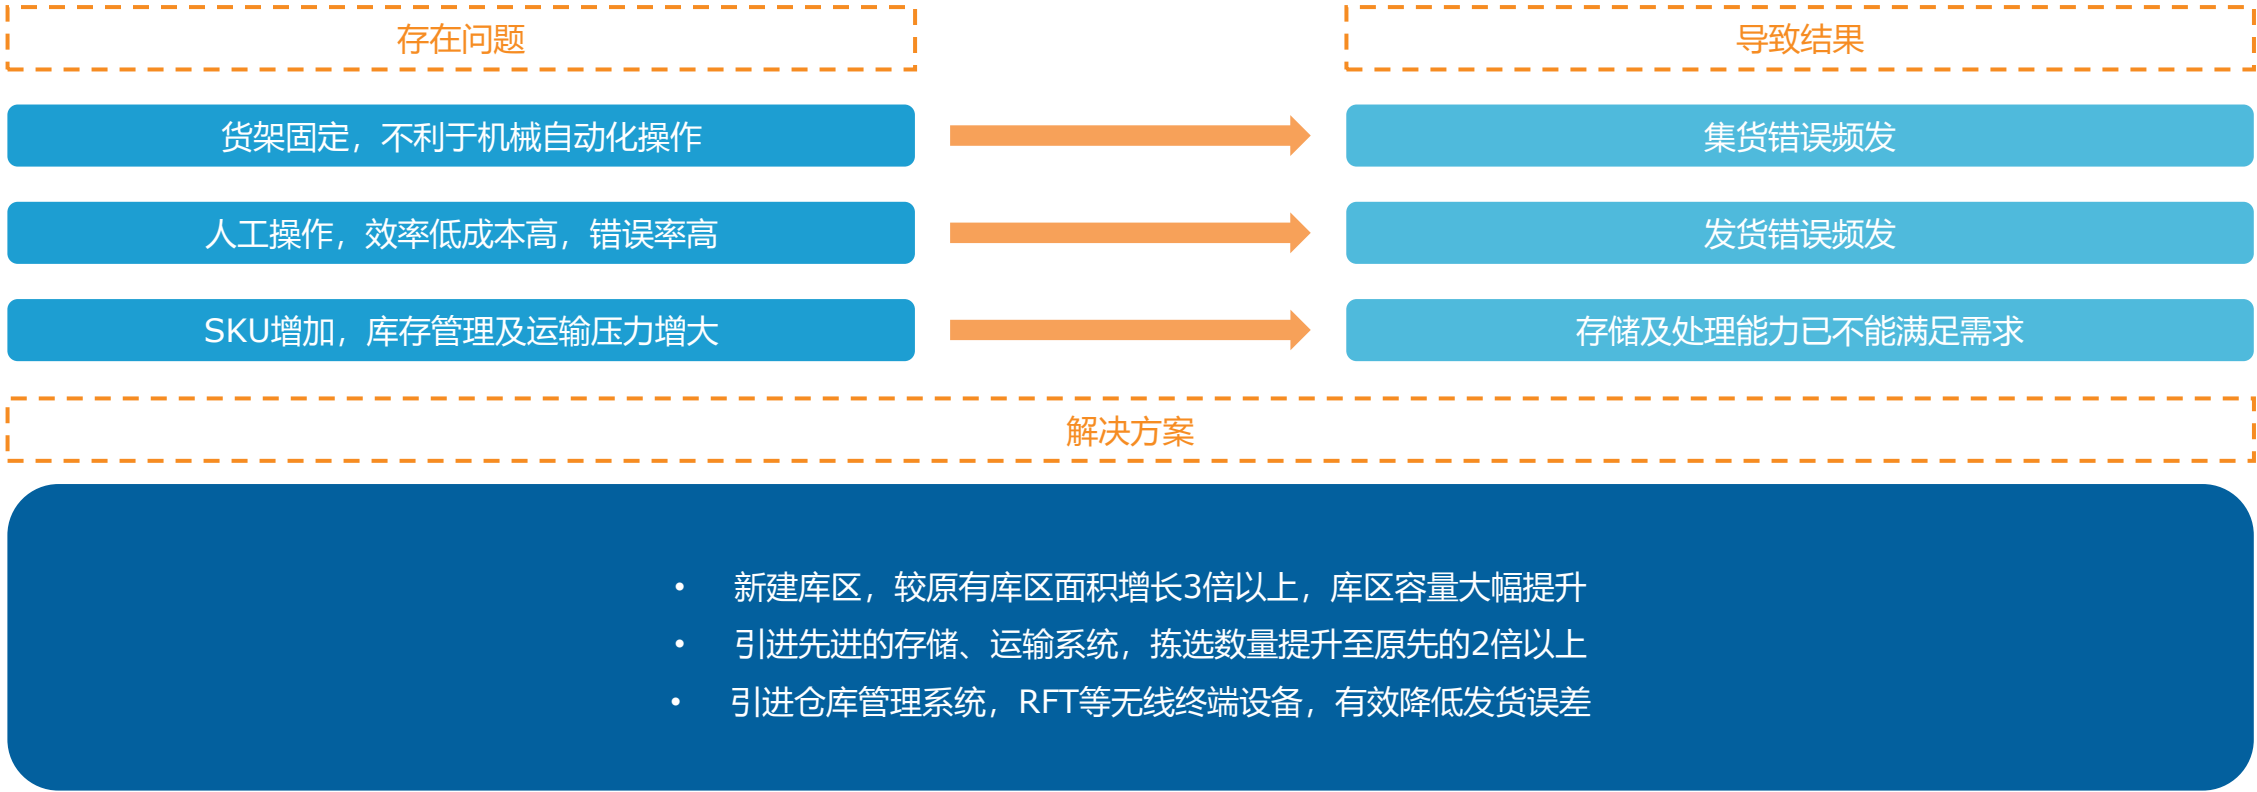 存在问题
导致结果
货架固定，不利于机械自动化操作
集货错误频发
人工操作，效率低成本高，错误率高
发货错误频发
SKU增加，库存管理及运输压力增大
存储及处理能力已不能满足需求
解决方案
• 新建库区，较原有库区面积增长3倍以上，库区容量大幅提升
• 引进先进的存储、运输系统，拣选数量提升至原先的2倍以上
• 引进仓库管理系统，RFT等无线终端设备，有效降低发货误差